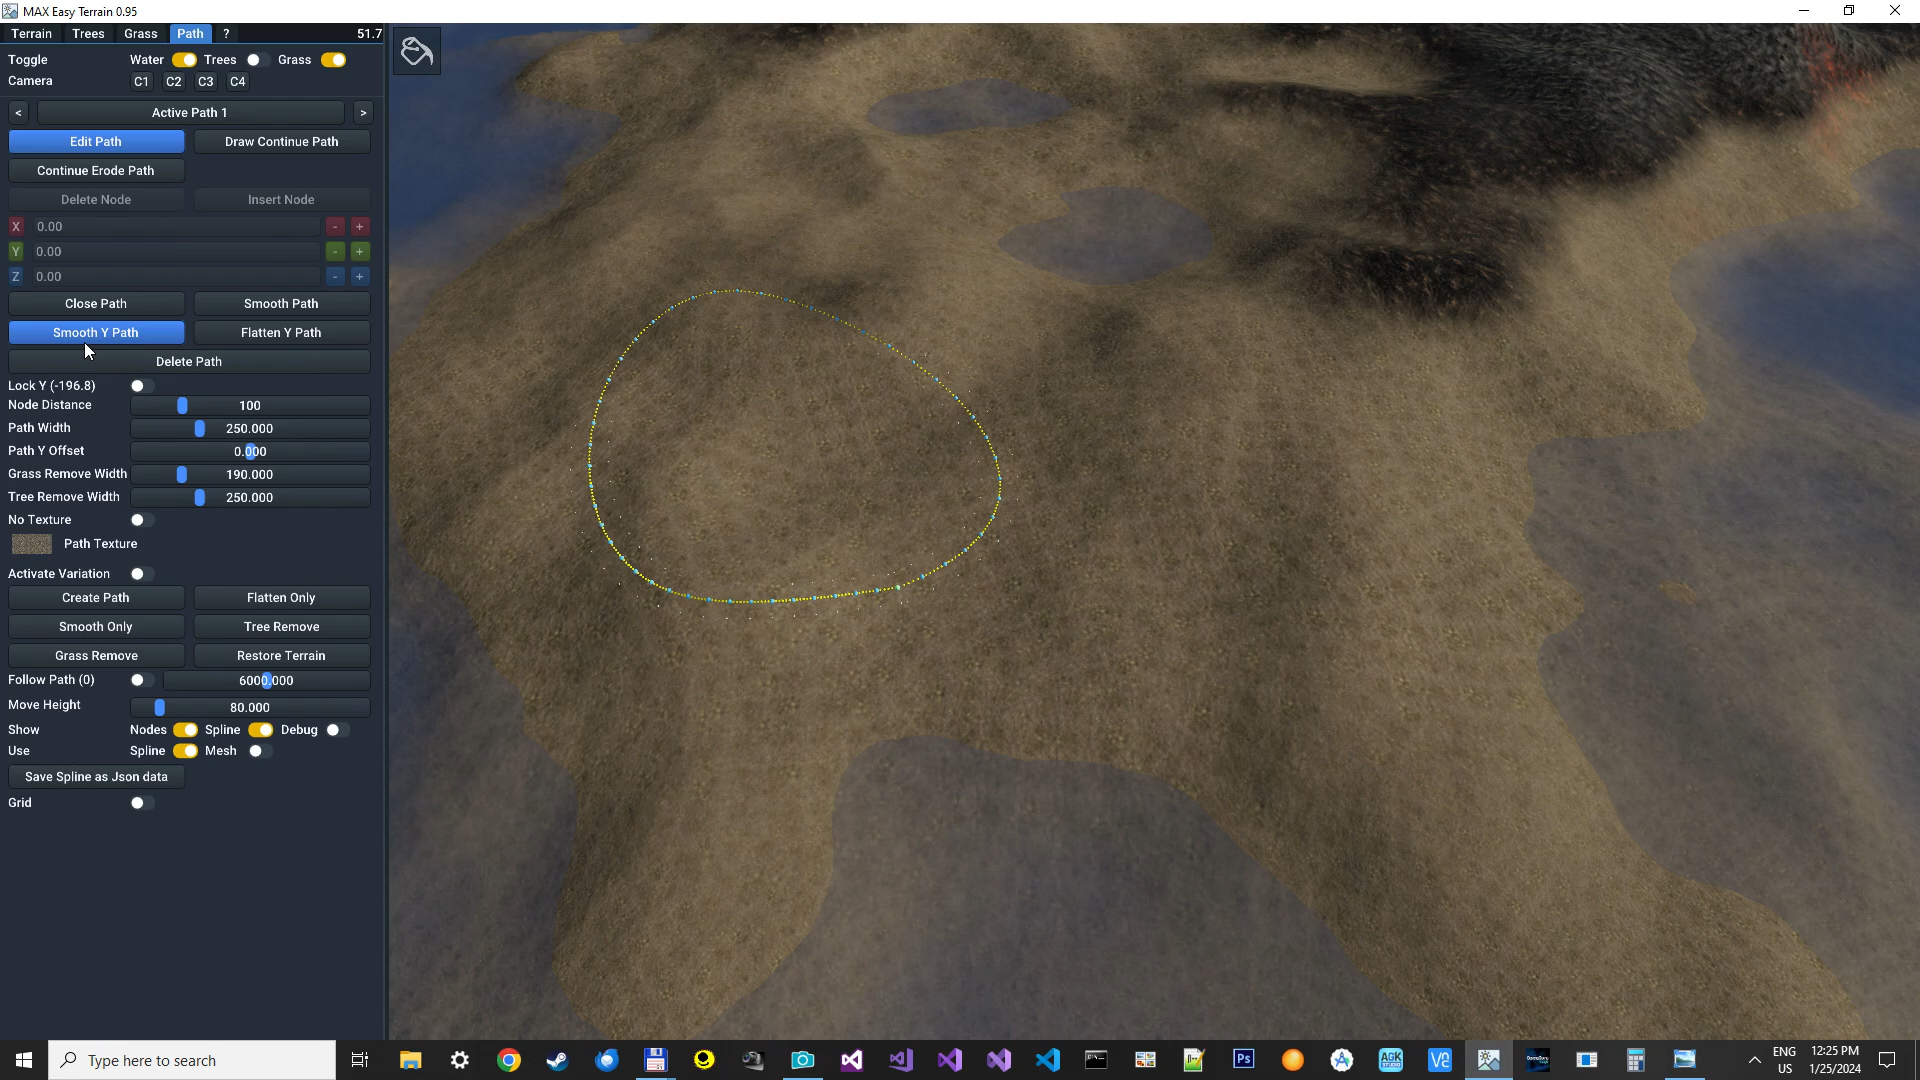 MAX Easy Terrain 0.95
Terrain Trees Grass Path ? 51.7
Toggle Water Trees Grass
Camera C1 C2 C3 C4
< Active Path 1 >
Edit Path Draw Continue Path
Continue Erode Path
Delete Node Insert Node
X 0.00 - +
Y 0.00 - +
Z 0.00 - +
Close Path Smooth Path
Smooth Y Path Flatten Y Path
Delete Path
Lock Y (-196.8)
Node Distance 100
Path Width 250.000
Path Y Offset 0.000
Grass Remove Width 190.000
Tree Remove Width 250.000
No Texture
Path Texture
Activate Variation
Create Path Flatten Only
Smooth Only Tree Remove
Grass Remove Restore Terrain
Follow Path (0) 6000.000
Move Height 80.000
Show Nodes Spline Debug
Use Spline Mesh
Save Spline as Json data
Grid
Type here to search
Ps
AGK
STUDIO
ENG 12:25 PM
US 1/25/2024